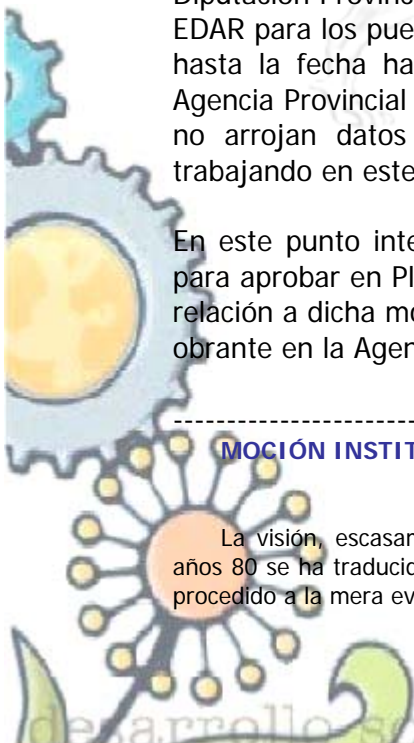 EDAR para los pue
hasta la fecha ha
Agencia Provincial
no arrojan datos
trabajando en este
En este punto inte
para aprobar en Pl
relación a dicha mo
obrante en la Agen
MOCIÓN INSTIT
La visión, escasam
años 80 se ha traducid
procedido a la mera ev
desarrollo so